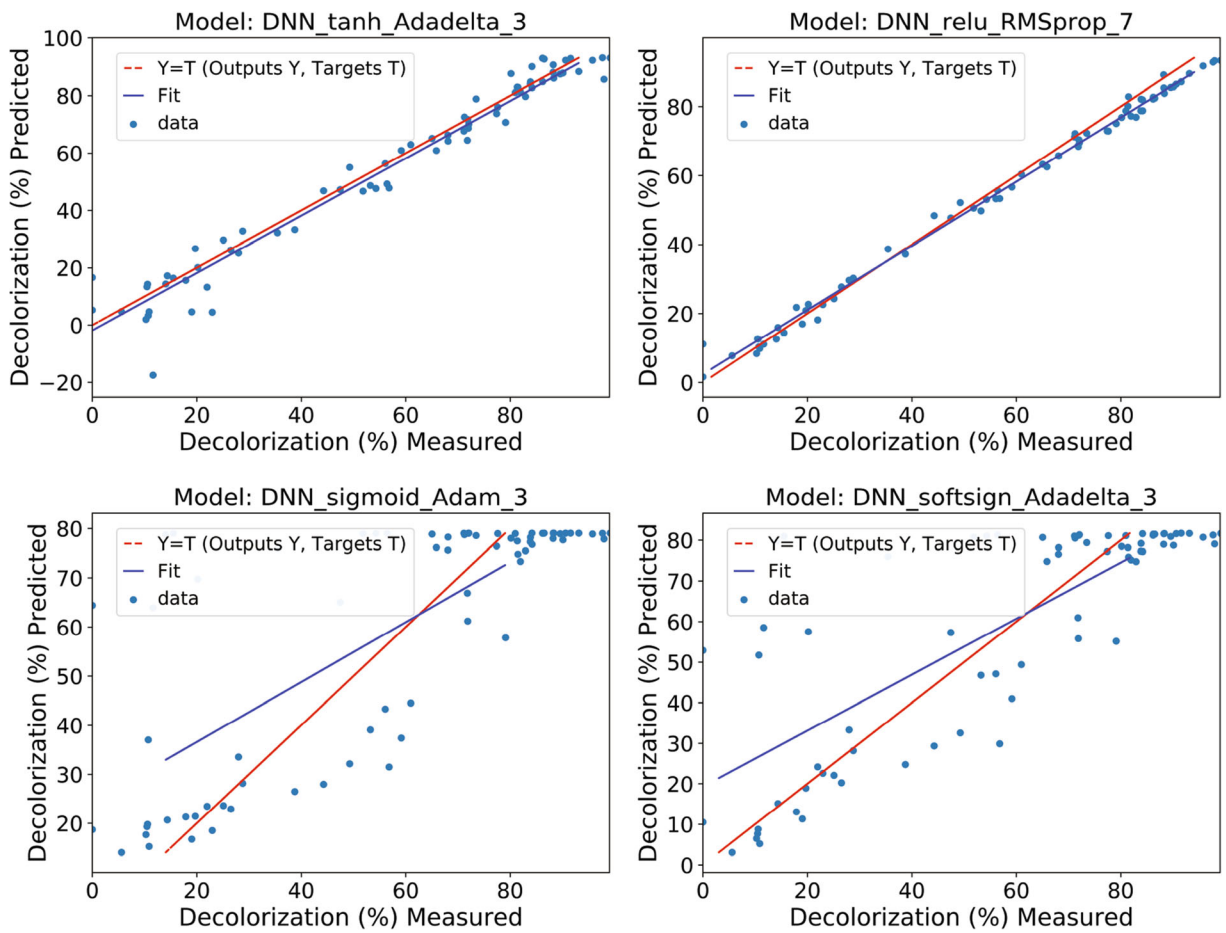 Model: DNN_tanh_Adadelta_3
100
80
60
40
20
0
−20
Decolorization (%) Predicted
Y=T (Outputs Y, Targets T)
Fit
data
0 20 40 60 80
Decolorization (%) Measured
Model: DNN_relu_RMSprop_7
80
60
40
20
0
Decolorization (%) Predicted
Y=T (Outputs Y, Targets T)
Fit
data
0 20 40 60 80
Decolorization (%) Measured
Model: DNN_sigmoid_Adam_3
80
70
60
50
40
30
20
Decolorization (%) Predicted
Y=T (Outputs Y, Targets T)
Fit
data
0 20 40 60 80
Decolorization (%) Measured
Model: DNN_softsign_Adadelta_3
80
70
60
50
40
30
20
10
0
Decolorization (%) Predicted
Y=T (Outputs Y, Targets T)
Fit
data
0 20 40 60 80
Decolorization (%) Measured